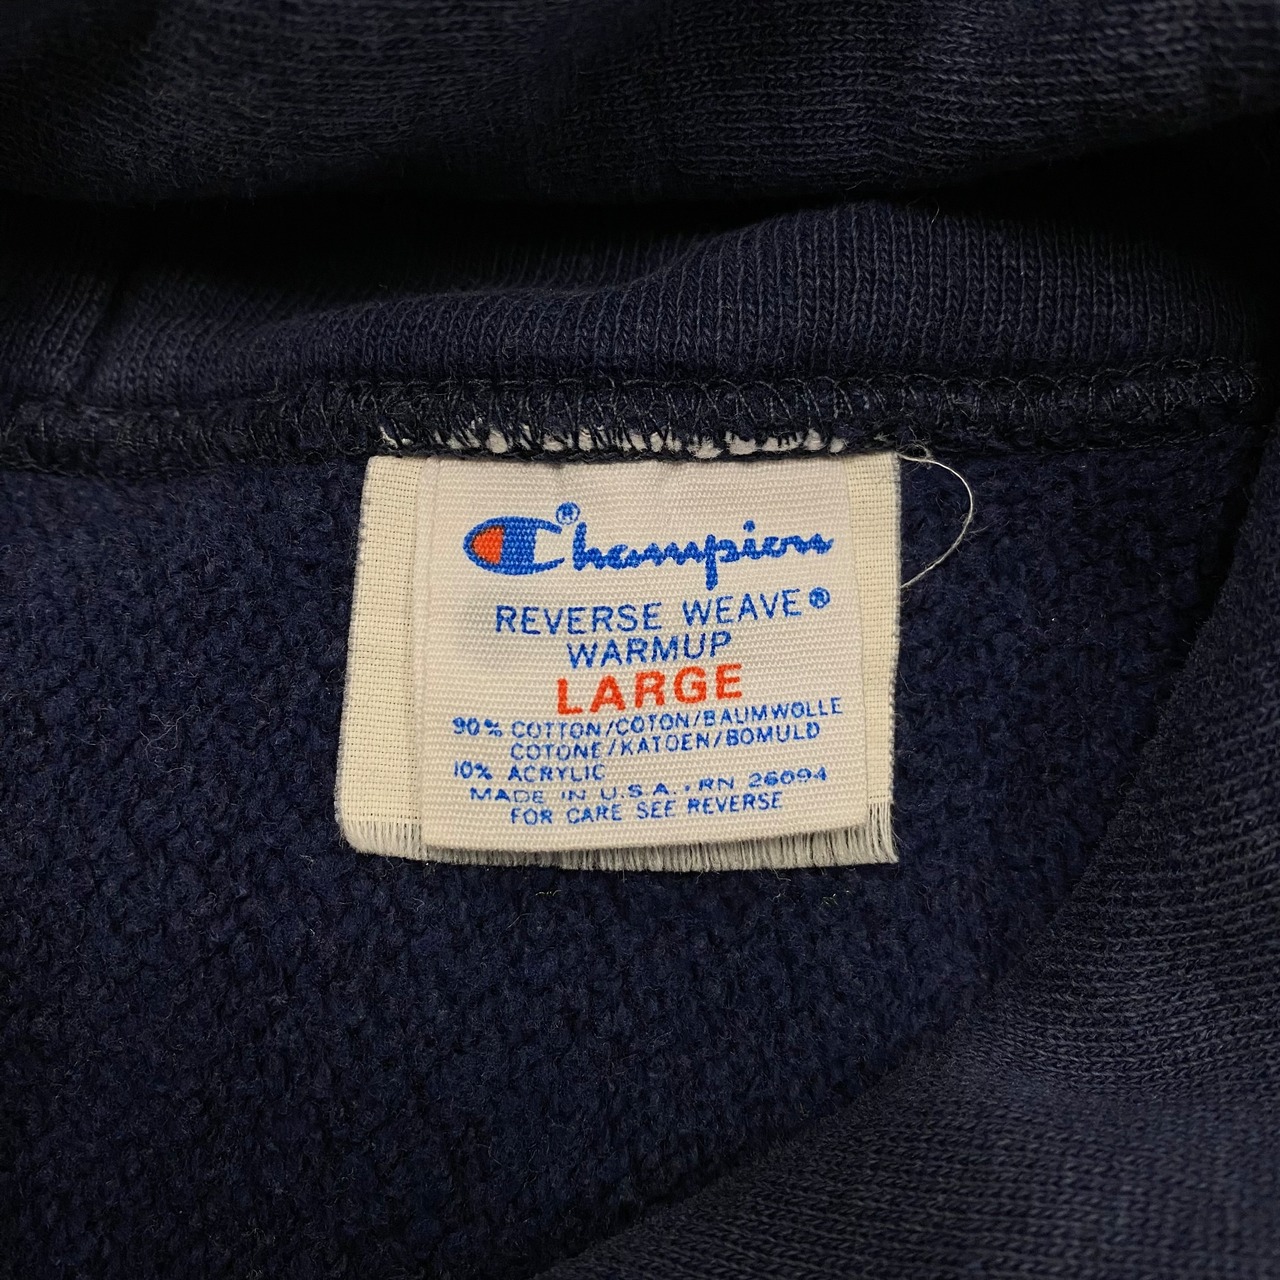 Champion®
REVERSE WEAVE®
WARMUP
LARGE
90% COTTON/COTON/BAUMWOLLE
COTONE/KATOEN/BOMULD
10% ACRYLIC
MADE IN U.S.A. · RN 26094
FOR CARE SEE REVERSE